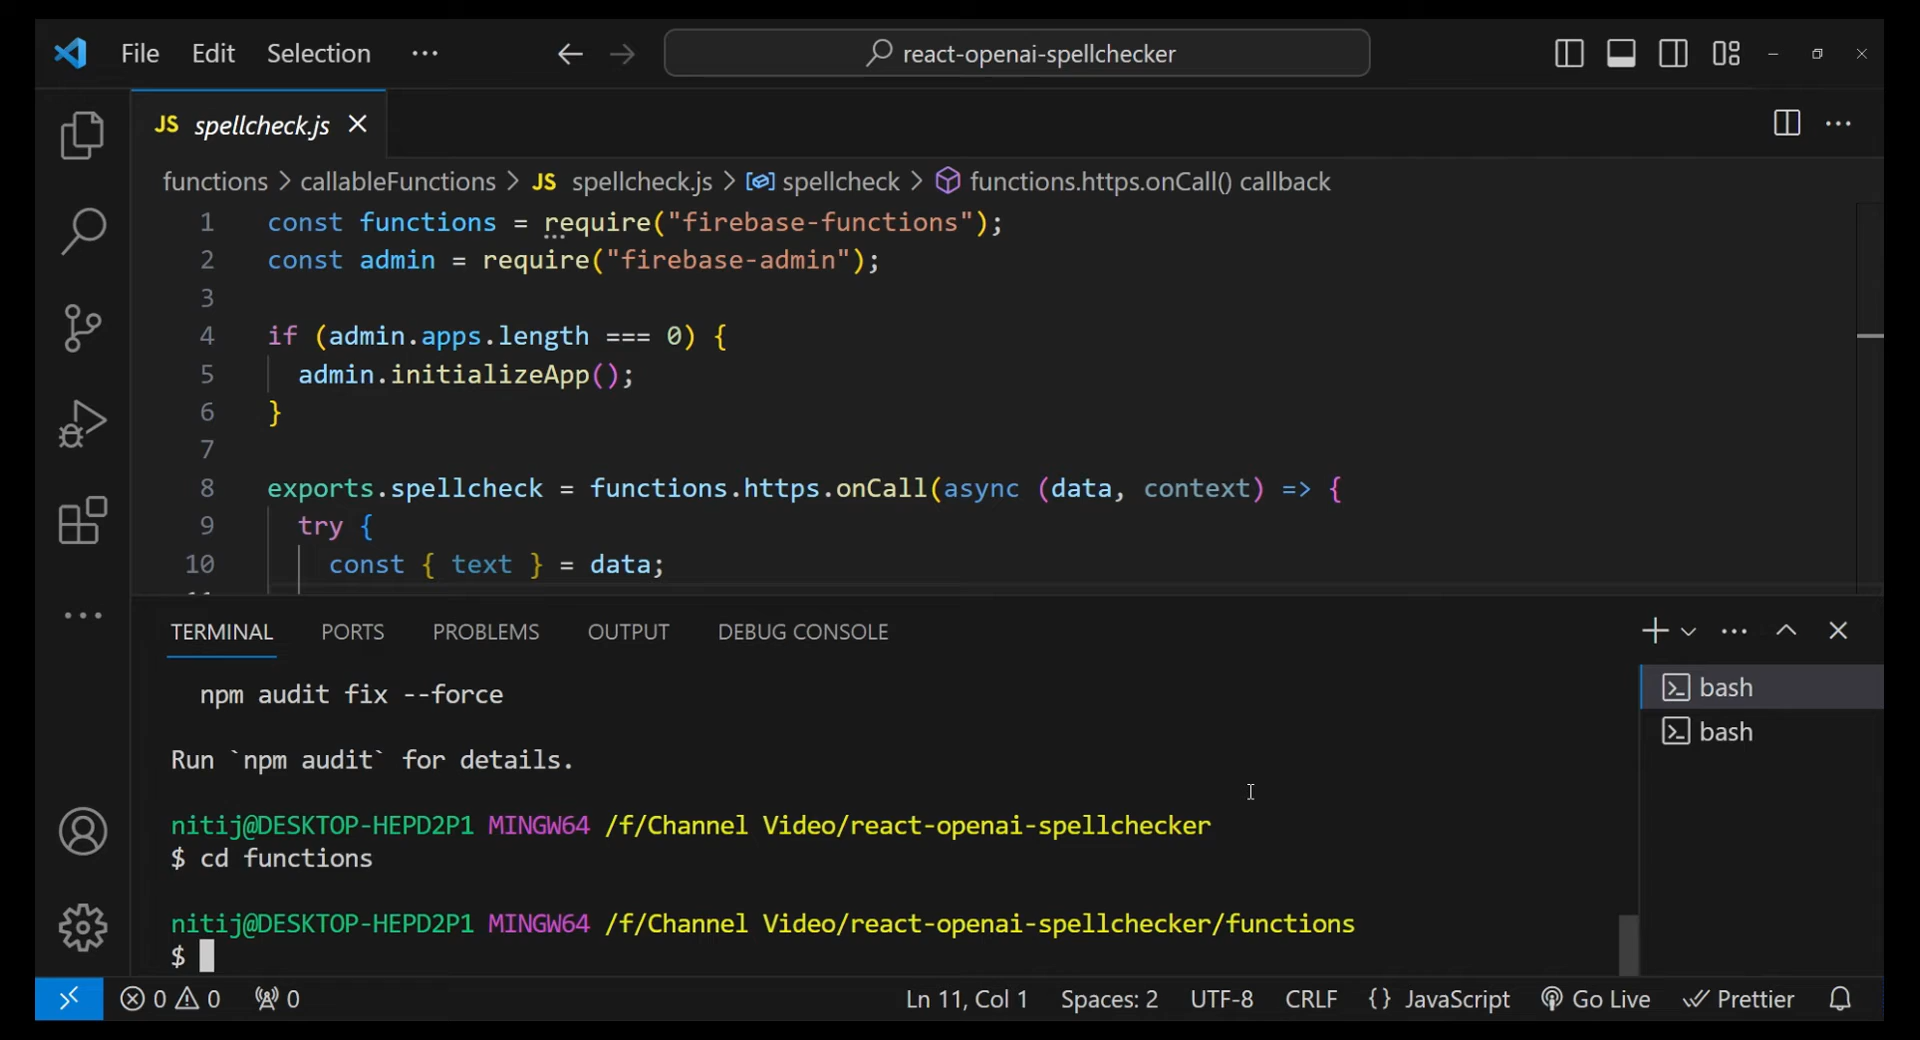 File Edit Selection ··· react-openai-spellchecker
JS spellcheck.js
functions > callableFunctions > JS spellcheck.js > spellcheck > functions.https.onCall() callback
1 const functions = require("firebase-functions");
2 const admin = require("firebase-admin");
3
4 if (admin.apps.length === 0) {
5 admin.initializeApp();
6 }
7
8 exports.spellcheck = functions.https.onCall(async (data, context) => {
9 try {
10 const { text } = data;
TERMINAL PORTS PROBLEMS OUTPUT DEBUG CONSOLE
npm audit fix --force
bash
bash
Run `npm audit` for details.
nitij@DESKTOP-HEPD2P1 MINGW64 /f/Channel Video/react-openai-spellchecker
$ cd functions
nitij@DESKTOP-HEPD2P1 MINGW64 /f/Channel Video/react-openai-spellchecker/functions
$
0 0 0 Ln 11, Col 1 Spaces: 2 UTF-8 CRLF {} JavaScript Go Live Prettier